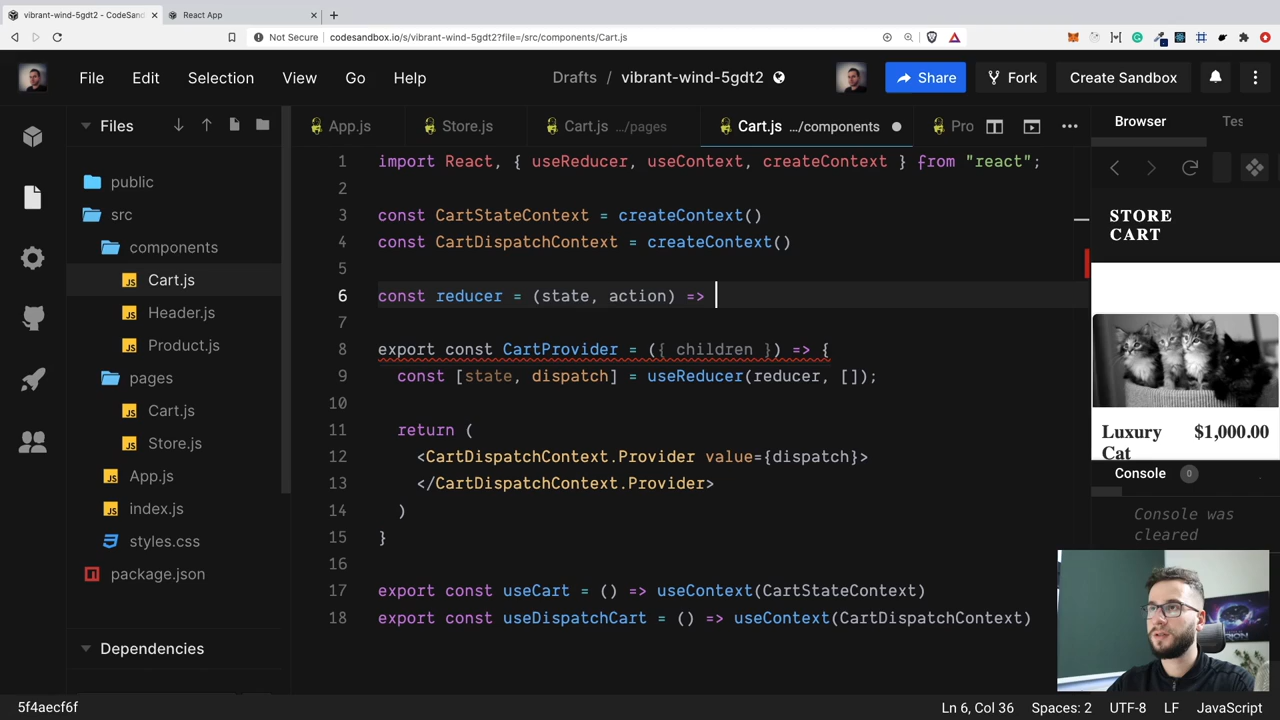 vibrant-wind-5gdt2 - CodeSand
React App
Not Secure
codesandbox.io/s/vibrant-wind-5gdt2?file=/src/components/Cart.js
File Edit Selection View Go Help
Drafts / vibrant-wind-5gdt2
Share
Fork
Create Sandbox
Files
App.js
Store.js
Cart.js …/pages
Cart.js …/components
Pro
Browser
Tes
public
src
components
Cart.js
Header.js
Product.js
pages
Cart.js
Store.js
App.js
index.js
styles.css
package.json
Dependencies
1 import React, { useReducer, useContext, createContext } from "react";
2
3 const CartStateContext = createContext()
4 const CartDispatchContext = createContext()
5
6 const reducer = (state, action) =>
7
8 export const CartProvider = ({ children }) => {
9 const [state, dispatch] = useReducer(reducer, []);
10
11 return (
12 <CartDispatchContext.Provider value={dispatch}>
13 </CartDispatchContext.Provider>
14 )
15 }
16
17 export const useCart = () => useContext(CartStateContext)
18 export const useDispatchCart = () => useContext(CartDispatchContext)
STORE
CART
Luxury
Cat
$1,000.00
Console 0
Console was
cleared
5f4aecf6f
Ln 6, Col 36
Spaces: 2
UTF-8
LF
JavaScript